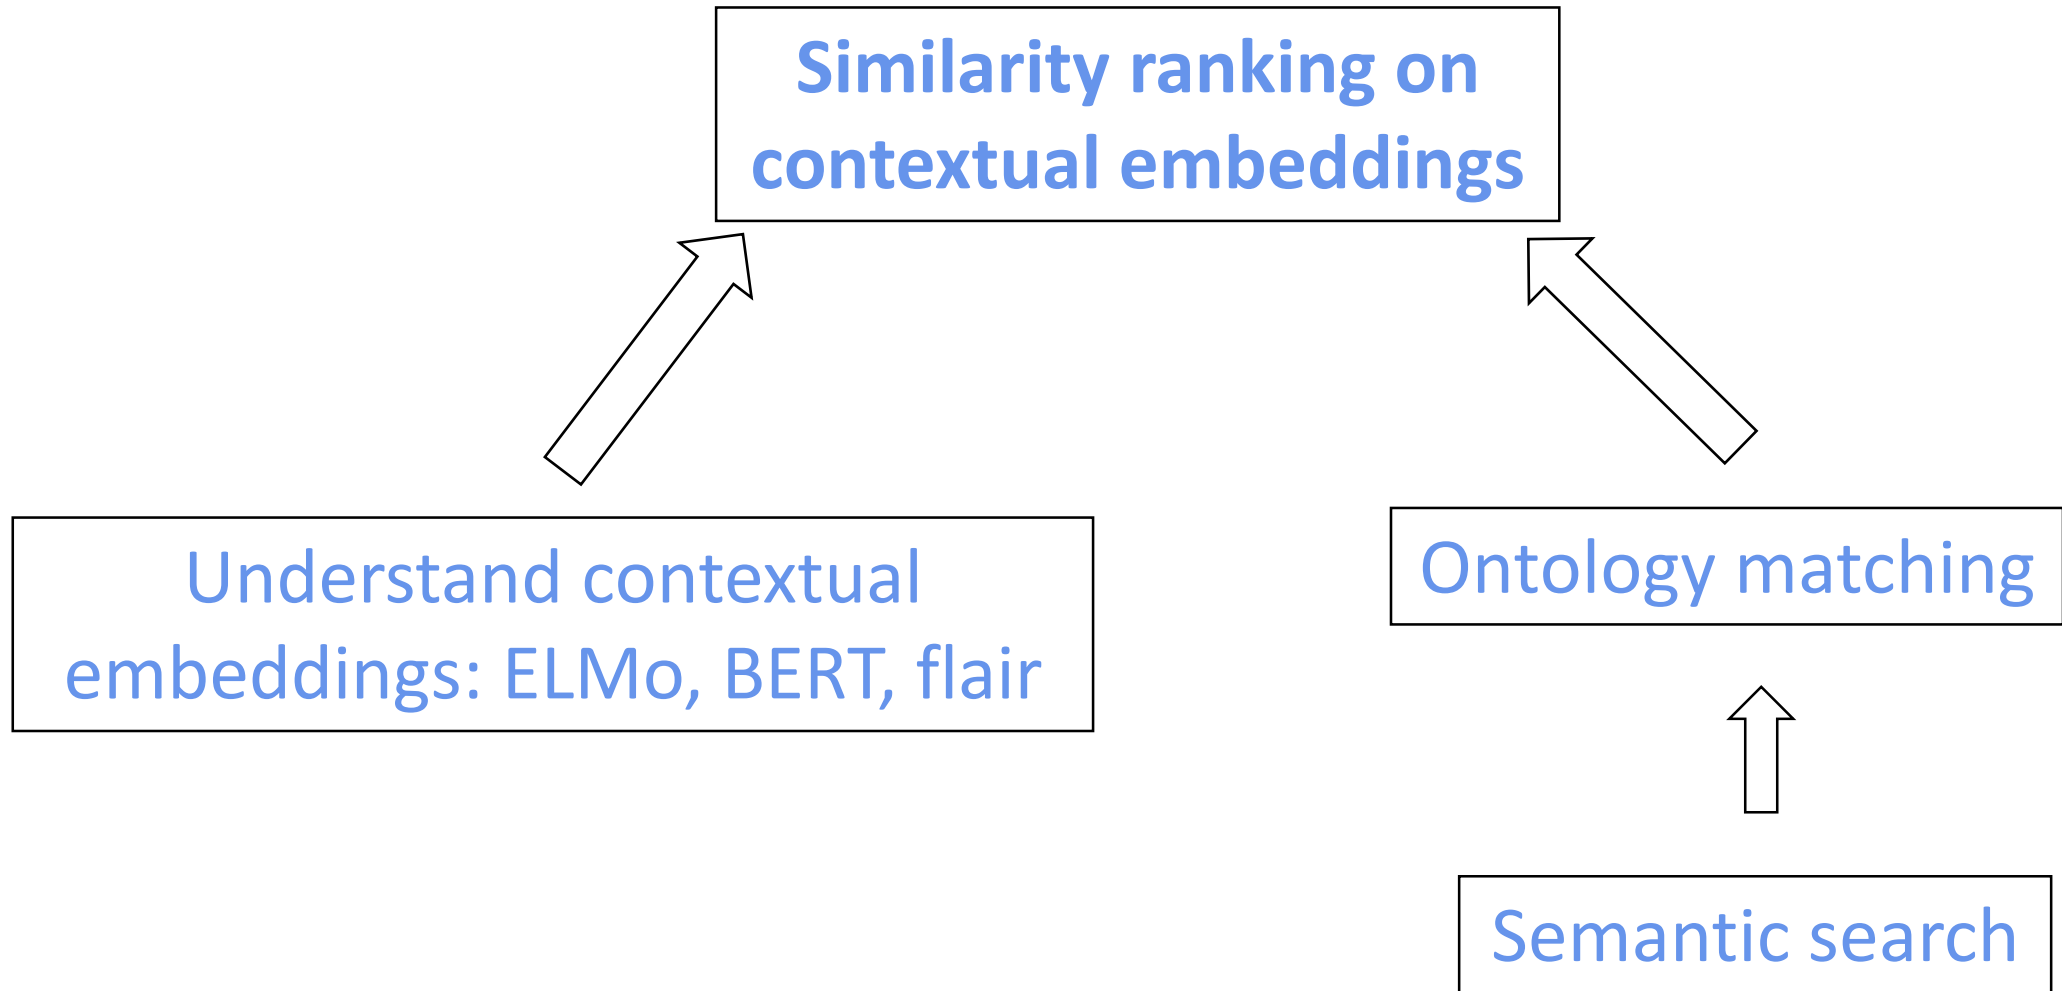 Similarity ranking on
contextual embeddings
Understand contextual
embeddings: ELMo, BERT, flair
Ontology matching
Semantic search